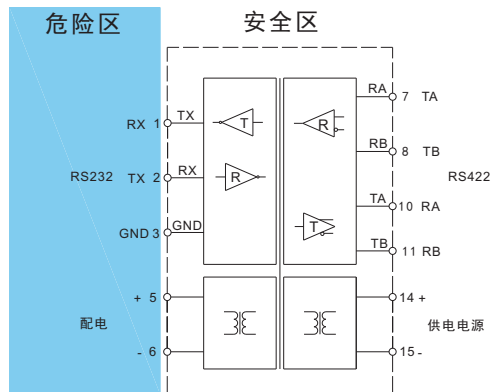 危险区 安全区
RX 1 TX
RA 7 TA
T R
RB 8 TB
RS232 TX 2 RX
R
RS422
TA 10 RA
GND 3 GND
T
TB 11 RB
+ 5 14 +
配电 供电电源
- 6 15 -